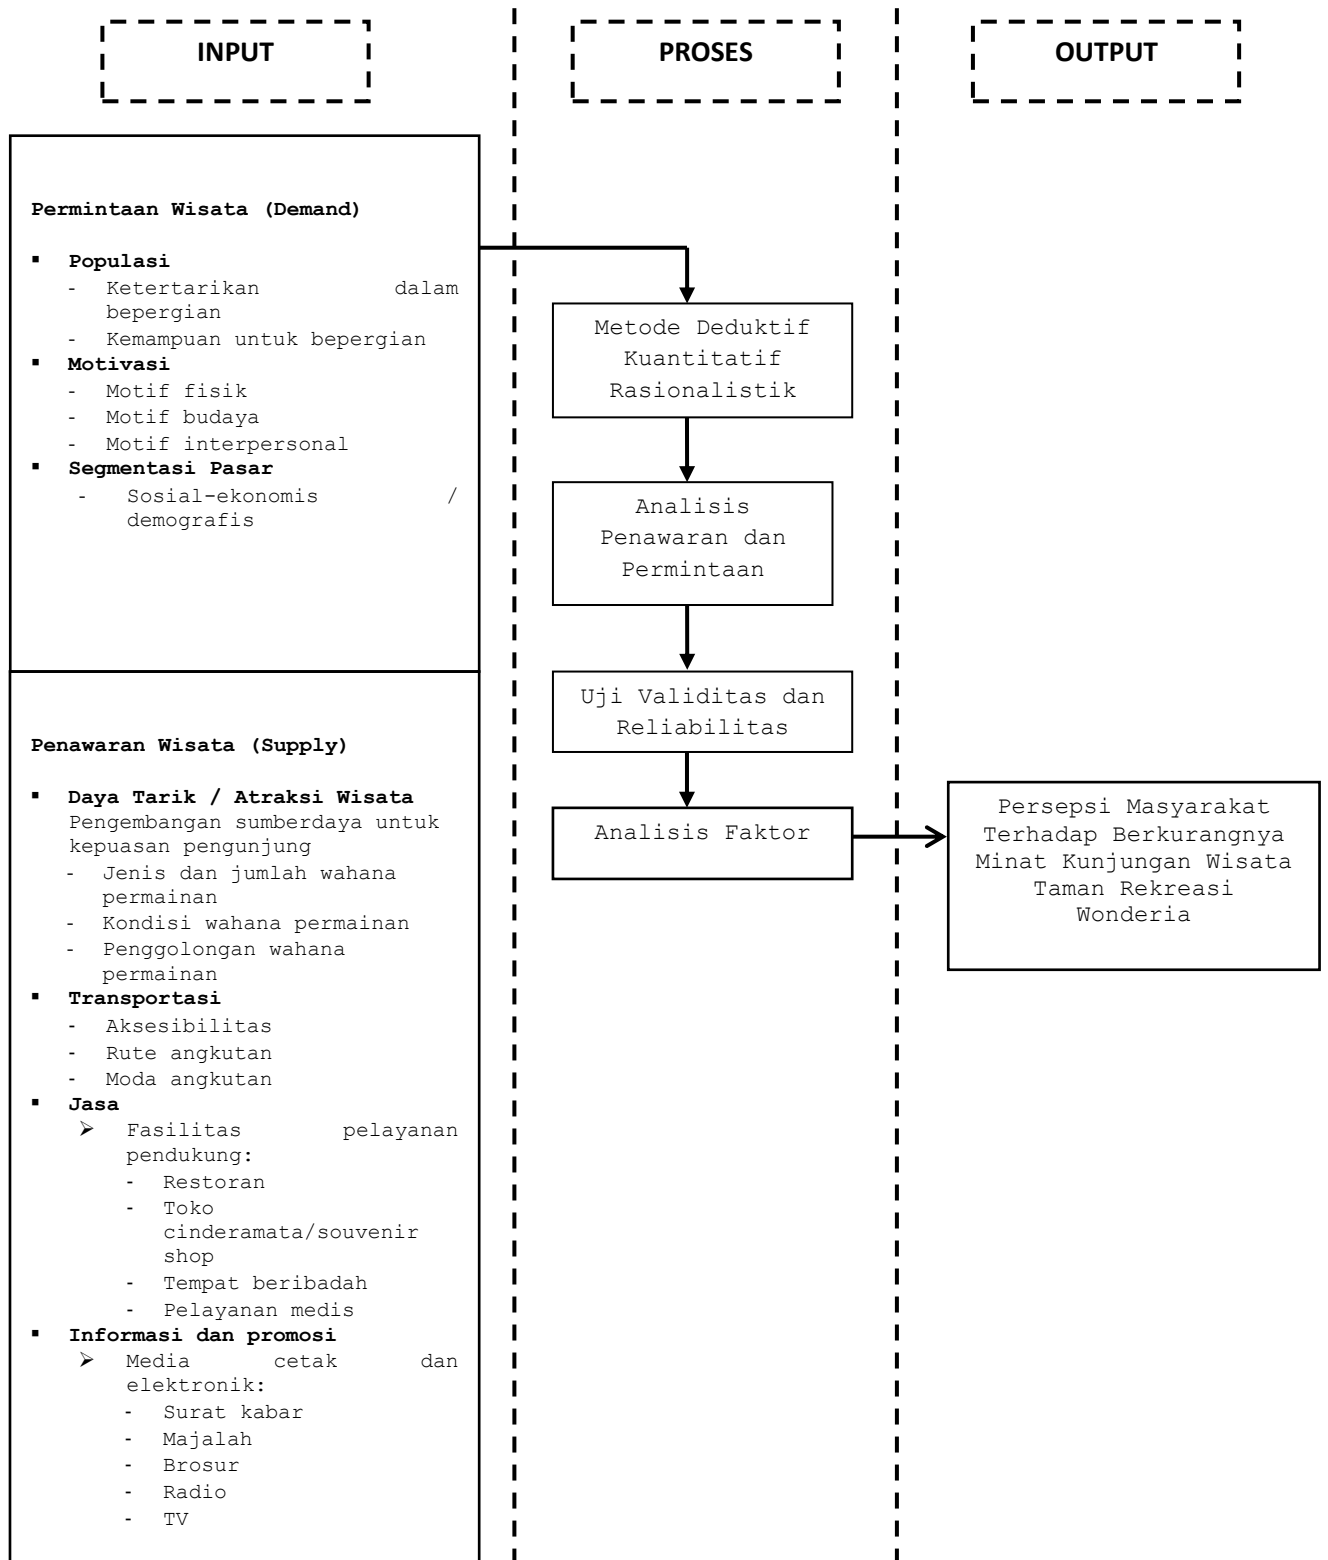 INPUT
PROSES
OUTPUT
Permintaan Wisata (Demand)
▪ Populasi
- Ketertarikan dalam
bepergian
- Kemampuan untuk bepergian
▪ Motivasi
- Motif fisik
- Motif budaya
- Motif interpersonal
▪ Segmentasi Pasar
- Sosial-ekonomis /
demografis
Penawaran Wisata (Supply)
▪ Daya Tarik / Atraksi Wisata
Pengembangan sumberdaya untuk
kepuasan pengunjung
- Jenis dan jumlah wahana
permainan
- Kondisi wahana permainan
- Penggolongan wahana
permainan
▪ Transportasi
- Aksesibilitas
- Rute angkutan
- Moda angkutan
▪ Jasa
➢ Fasilitas pelayanan
pendukung:
- Restoran
- Toko
cinderamata/souvenir
shop
- Tempat beribadah
- Pelayanan medis
▪ Informasi dan promosi
➢ Media cetak dan
elektronik:
- Surat kabar
- Majalah
- Brosur
- Radio
- TV
Metode Deduktif
Kuantitatif
Rasionalistik
Analisis
Penawaran dan
Permintaan
Uji Validitas dan
Reliabilitas
Analisis Faktor
Persepsi Masyarakat
Terhadap Berkurangnya
Minat Kunjungan Wisata
Taman Rekreasi
Wonderia